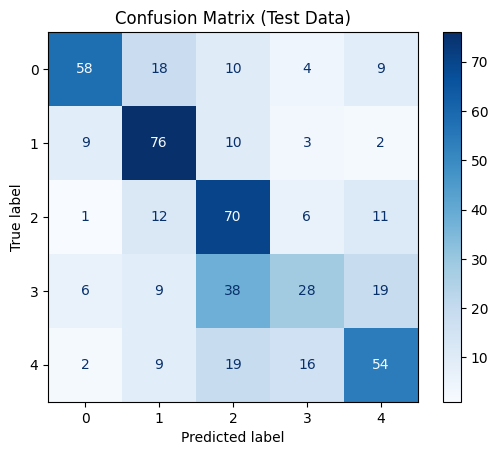 Confusion Matrix (Test Data)
0 58 18 10 4 9
1 9 76 10 3 2
2 1 12 70 6 11
3 6 9 38 28 19
4 2 9 19 16 54
0 1 2 3 4
Predicted label
True label
70
60
50
40
30
20
10